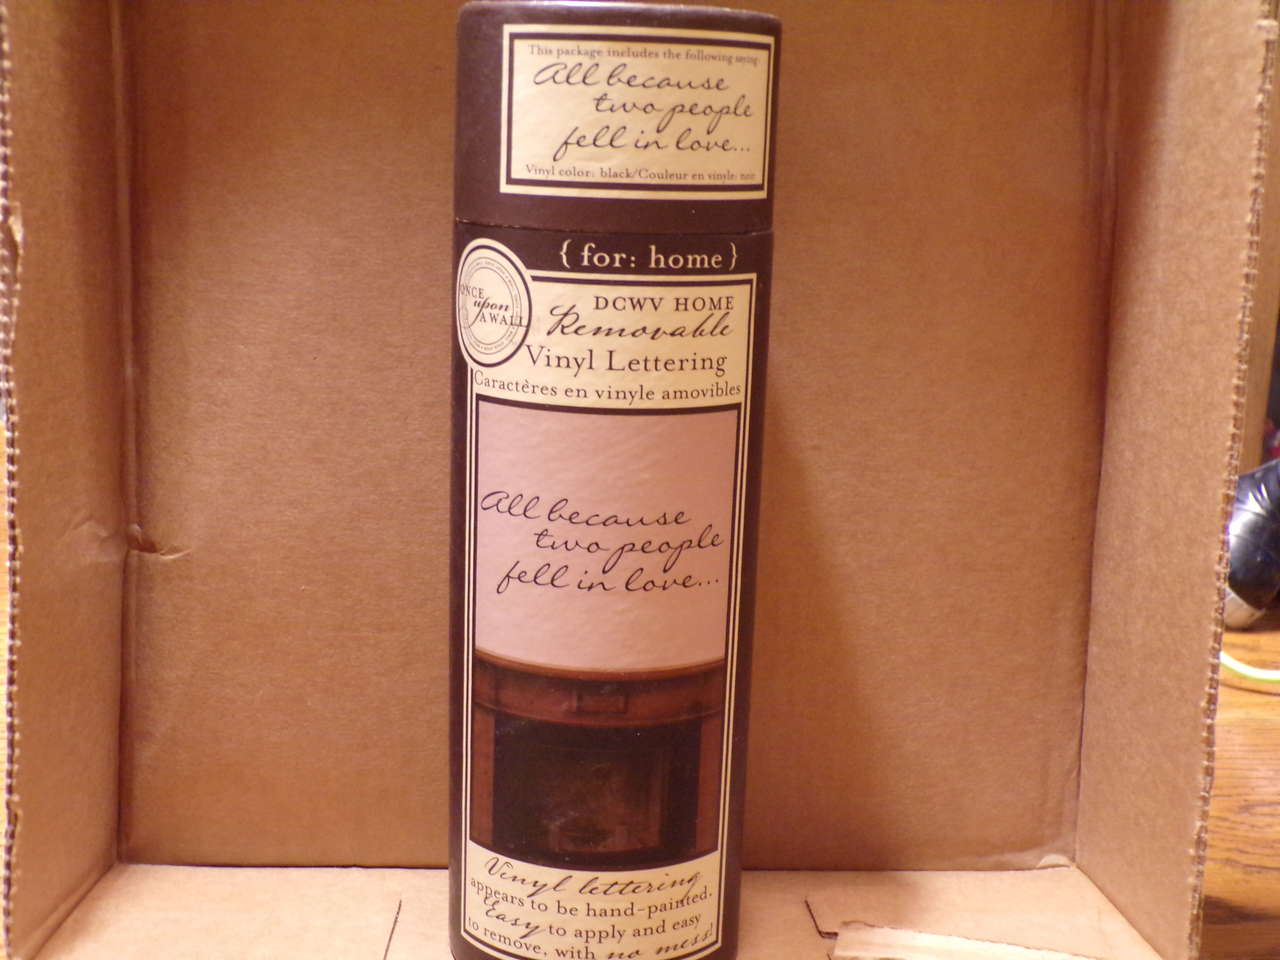 This package includes the following saying:
All because
two people
fell in love...
Vinyl color: black/Couleur en vinyle: noir
{ for: home }
ONCE
upon
A WALL
DCWV HOME
Removable
Vinyl Lettering
Caractères en vinyle amovibles
All because
two people
fell in love...
Vinyl lettering
appears to be hand-painted.
Easy to apply and easy
to remove, with no mess!